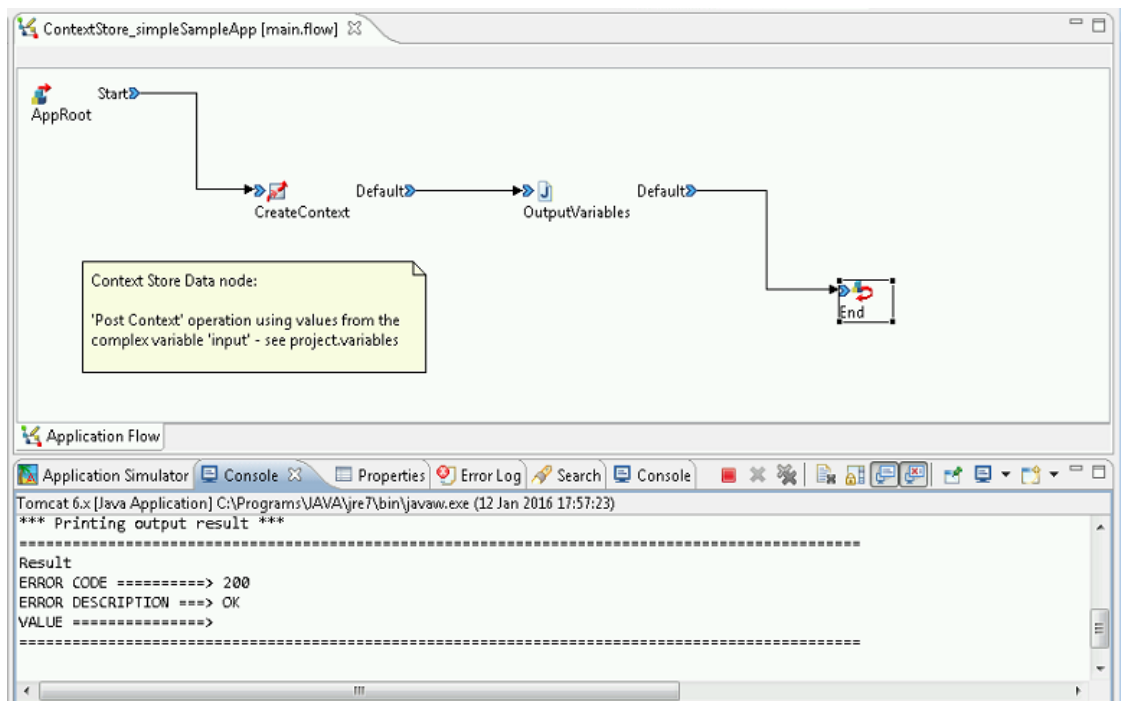 ContextStore_simpleSampleApp [main.flow]
Start
AppRoot
Default
Default
CreateContext
OutputVariables
Context Store Data node:
'Post Context' operation using values from the
complex variable 'input' - see project.variables
End
Application Flow
Application Simulator Console Properties Error Log Search Console
Tomcat 6.x [Java Application] C:\Programs\JAVA\jre7\bin\javaw.exe (12 Jan 2016 17:57:23)
*** Printing output result ***
===============================================================================================
Result
ERROR CODE ==========> 200
ERROR DESCRIPTION ===> OK
VALUE ===============>
===============================================================================================